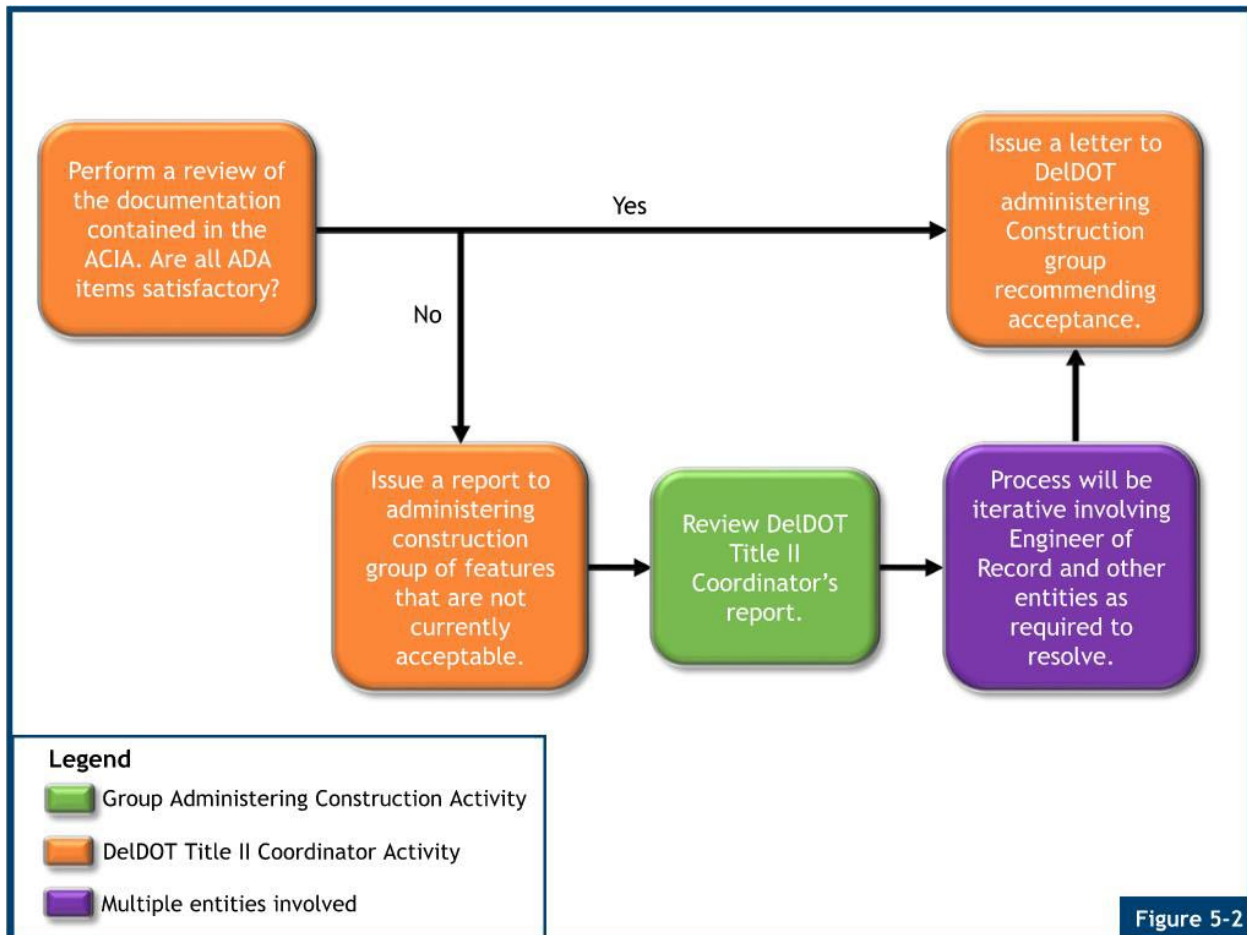 Perform a review of
the documentation
contained in the
ACIA. Are all ADA
items satisfactory?
Yes
Issue a letter to
DelDOT
administering
Construction
group
recommending
acceptance.
No
Issue a report to
administering
construction
group of features
that are not
currently
acceptable.
Review DelDOT
Title II
Coordinator’s
report.
Process will be
iterative involving
Engineer of
Record and other
entities as
required to
resolve.
Legend
Group Administering Construction Activity
DelDOT Title II Coordinator Activity
Multiple entities involved
Figure 5-2